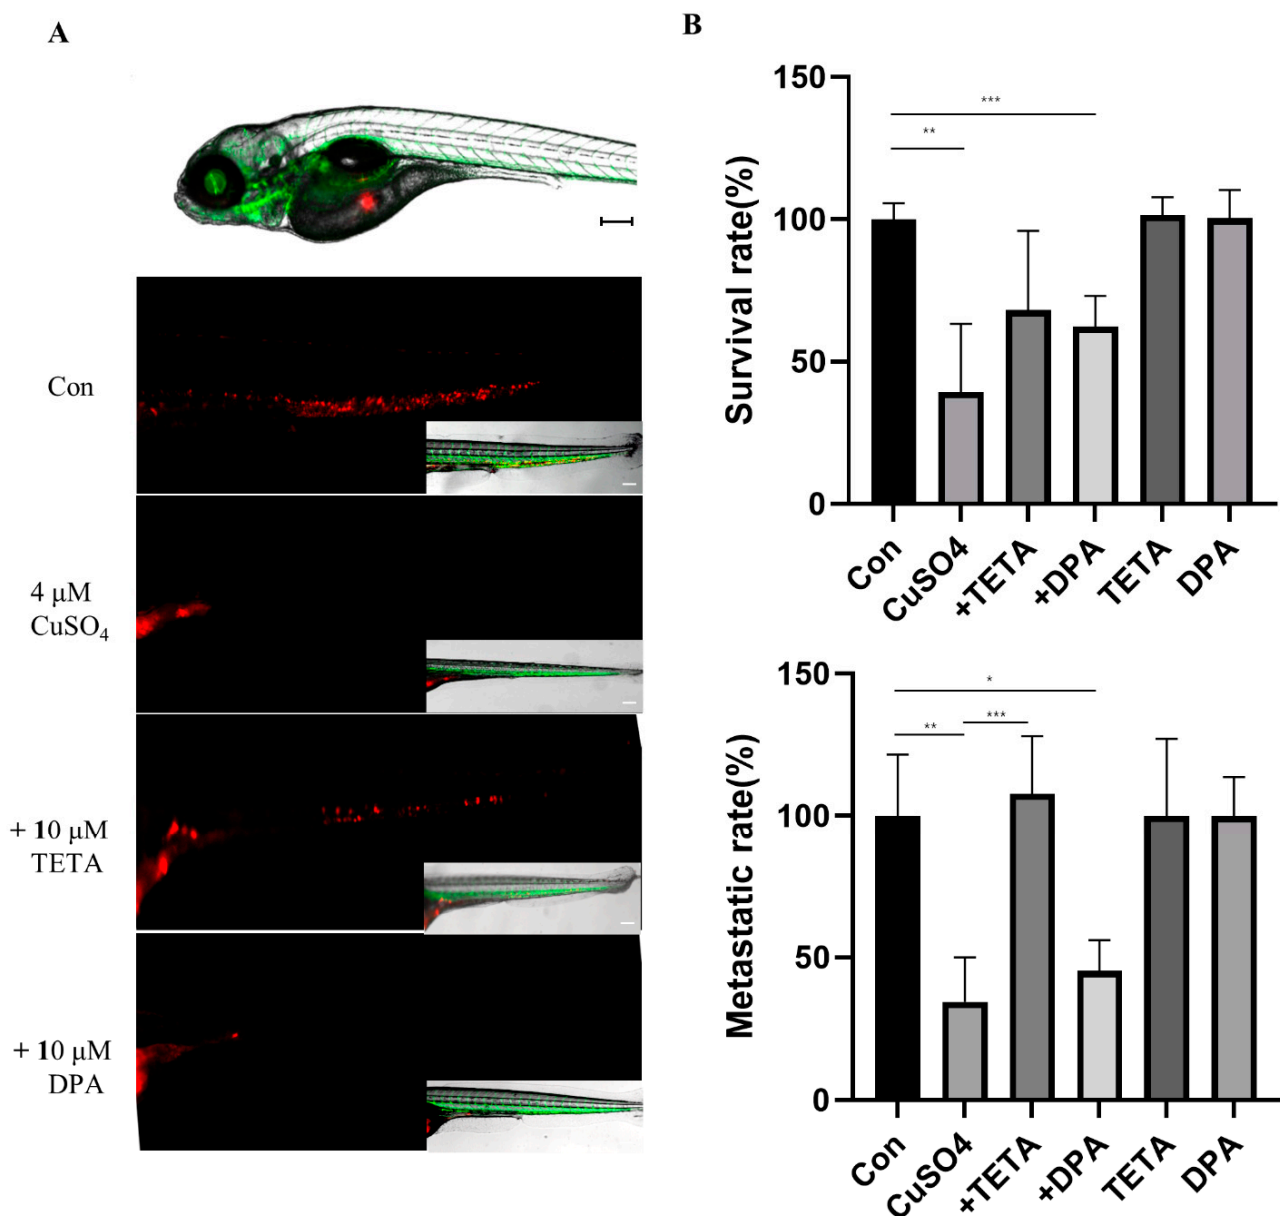 A
Con
4 μM
CuSO₄
+ 10 μM
TETA
+ 10 μM
DPA
B
Survival rate(%)
150
100
50
0
***
**
Con
CuSO4
+TETA
+DPA
TETA
DPA
Metastatic rate(%)
150
100
50
0
*
**
***
Con
CuSO4
+TETA
+DPA
TETA
DPA